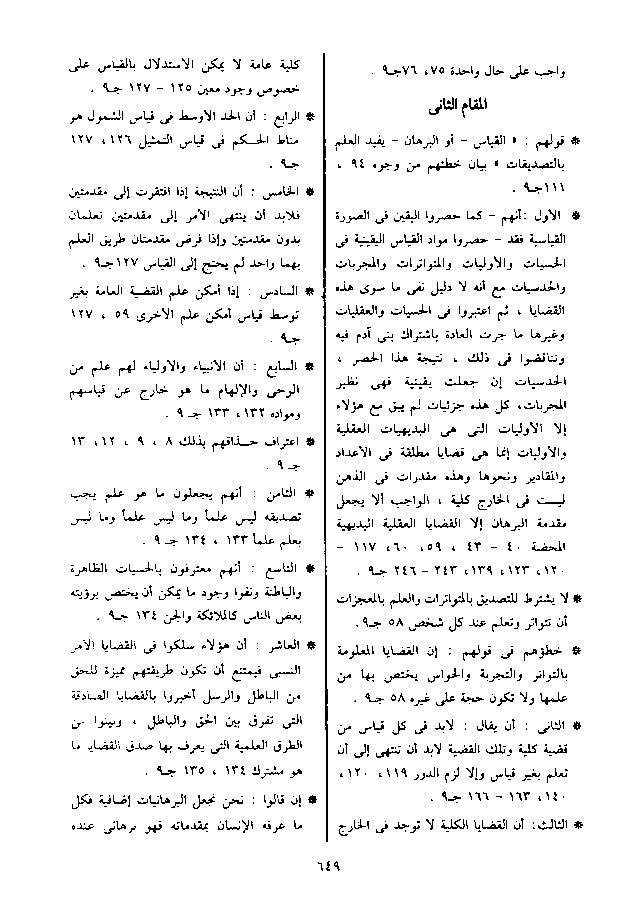 واجب على حال واحدة ٧٥، ٧٦جـ٩ .
المقام الثانى
* قولهم : « القياس – أو البرهان – يفيد العلم
بالتصديقات » بيان خطئهم من وجوه ٩٤ ،
١١١جـ٩ .
* الأول :أنهم – كما حصروا اليقين فى الصورة
القياسية فقد – حصروا مواد القياس اليقينية فى
الحسيات والأوليات والمتواترات والمجربات
والحدسيات مع أنه لا دليل نفى ما سوى هذه
القضايا ، ثم اعتبروا فى الحسيات والعقليات
وغيرها ما جرت العادة باشتراك بنى آدم فيه
وتناقضوا فى ذلك ، نتيجة هذا الحصر ،
الحدسيات إن جعلت يقينية فهى نظير
المجربات، كل هذه جزئيات لم يبق مع هؤلاء
إلا الأوليات التى هى البديهيات العقلية
والأوليات إنما هى قضايا مطلقة فى الأعداد
والمقادير ونحوها وهذه مقدرات فى الذهن
ليست فى الخارج كلية ، الواجب ألا يجعل
مقدمة البرهان إلا القضايا العقلية البديهية
المحضة ٤٠ – ٤٣ ، ٥٩، ٦٠، ١١٧ –
١٢٠، ١٢٣، ١٣٩، ٢٤٣ – ٢٤٦ جـ٩ .
* لا يشترط للتصديق بالمتواترات والعلم بالمعجزات
أن تتواتر وتعلم عند كل شخص ٥٨ جـ٩.
* خطؤهم فى قولهم : إن القضايا المعلومة
بالتواتر والتجربة والحواس يختص بها من
علمها ولا تكون حجة على غيره ٥٨ جـ٩ .
* الثانى : أن يقال : لابد فى كل قياس من
قضية كلية وتلك القضية لابد أن تنتهى إلى أن
تعلم بغير قياس وإلا لزم الدور ١١٩، ١٢٠،
١٤٠، ١٦٣ – ١٦٦ جـ٩ .
* الثالث: أن القضايا الكلية لا توجد فى الخارج
كلية عامة لا يمكن الاستدلال بالقياس على
خصوص وجود معين ١٢٥ – ١٢٧ جـ٩ .
* الرابع : أن الحد الأوسط فى قياس الشمول هو
مناط الحكم فى قياس التمثيل ١٢٦، ١٢٧
جـ٩ .
* الخامس : أن النتيجة إذا افتقرت إلى مقدمتين
فلابد أن ينتهى الأمر إلى مقدمتين تعلمان
بدون مقدمتين وإذا فرض مقدمتان طريق العلم
بهما واحد لم يحتج إلى القياس ١٢٧جـ٩ .
* السادس : إذا أمكن علم القضية العامة بغير
توسط قياس أمكن علم الأخرى ٥٩ ، ١٢٧
جـ٩ .
* السابع : أن الأنبياء والأولياء لهم علم من
الوحى والإلهام ما هو خارج عن قياسهم
ومواده ١٣٢، ١٣٣ جـ٩ .
* اعتراف حذاقهم بذلك ٨ ، ٩ ، ١٢، ١٣
جـ٩ .
* الثامن : أنهم يجعلون ما هو علم يجب
تصديقه ليس علماً وما ليس علماً وما ليس
بعلم علماً ١٣٣ ، ١٣٤ جـ٩ .
* التاسع : أنهم معترفون بالحسيات الظاهرة
والباطنة ونفوا وجود ما يمكن أن يختص برؤيته
بعض الناس كالملائكة والجن ١٣٤ جـ٩ .
* العاشر : أن هؤلاء سلكوا فى القضايا الأمر
النسبى فيمتنع أن تكون طريقتهم مميزة للحق
من الباطل والرسل أخبروا بالقضايا الصادقة
التى تفرق بين الحق والباطل ، وبينوا من
الطرق العلمية التى يعرف بها صدق القضايا ما
هو مشترك ١٣٤ ، ١٣٥ جـ٩ .
* إن قالوا : نحن نجعل البرهانيات إضافية فكل
ما عرفه الإنسان بمقدماته فهو برهانى عنده
٦٤٩